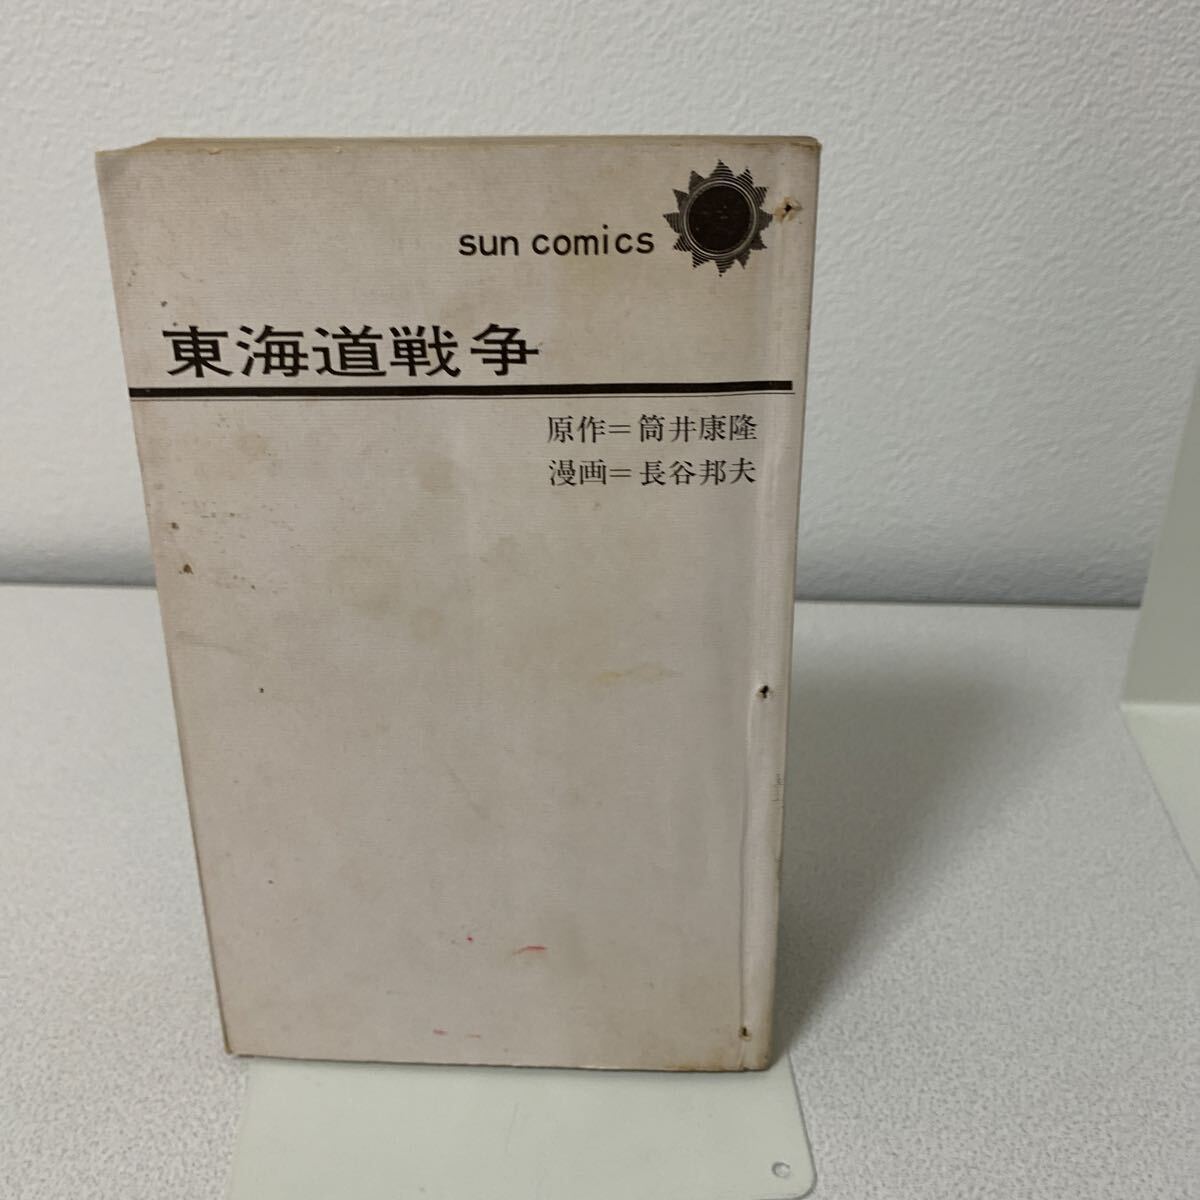 sun comics
東海道戦争
原作＝筒井康隆
漫画＝長谷邦夫